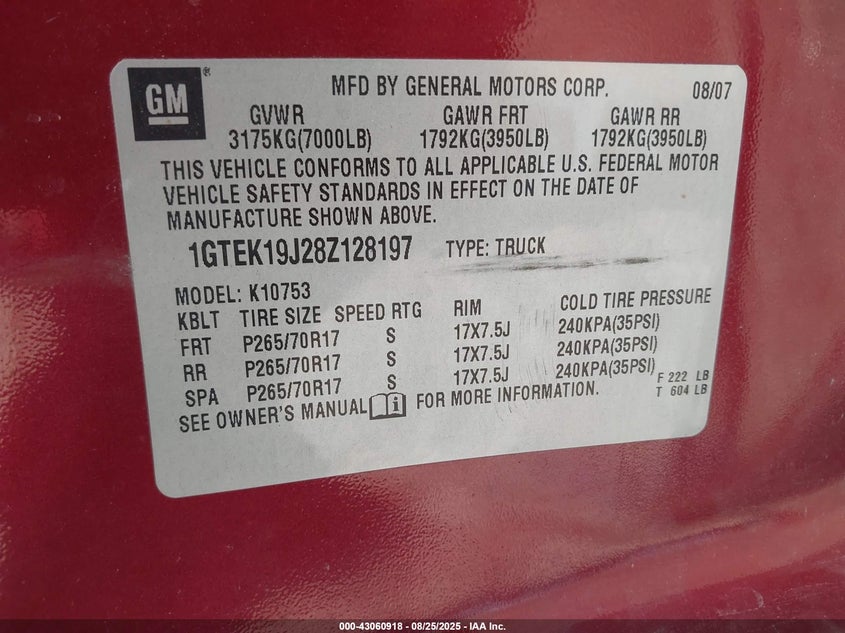 GM
MFD BY GENERAL MOTORS CORP. 08/07
GVWR GAWR FRT GAWR RR
3175KG(7000LB) 1792KG(3950LB) 1792KG(3950LB)
THIS VEHICLE CONFORMS TO ALL APPLICABLE U.S. FEDERAL MOTOR
VEHICLE SAFETY STANDARDS IN EFFECT ON THE DATE OF
MANUFACTURE SHOWN ABOVE.
1GTEK19J28Z128197 TYPE: TRUCK
MODEL: K10753
KBLT TIRE SIZE SPEED RTG RIM COLD TIRE PRESSURE
FRT P265/70R17 S 17X7.5J 240KPA(35PSI)
RR P265/70R17 S 17X7.5J 240KPA(35PSI)
SPA P265/70R17 S 17X7.5J 240KPA(35PSI) F 222 LB
SEE OWNER'S MANUAL i FOR MORE INFORMATION. T 604 LB
000-43060918 - 08/25/2025 - IAA Inc.